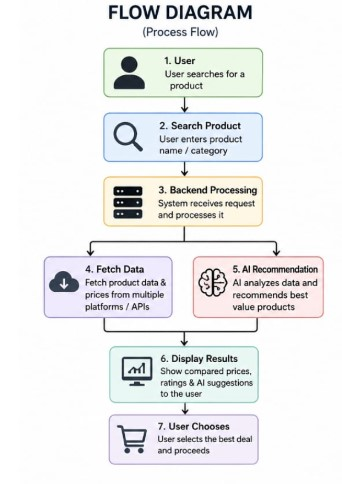 FLOW DIAGRAM
(Process Flow)
1. User
User searches for a
product
2. Search Product
User enters product
name / category
3. Backend Processing
System receives request
and processes it
4. Fetch Data
Fetch product data &
prices from multiple
platforms / APIs
5. AI Recommendation
AI analyzes data and
recommends best
value products
6. Display Results
Show compared prices,
ratings & AI suggestions
to the user
7. User Chooses
User selects the best deal
and proceeds